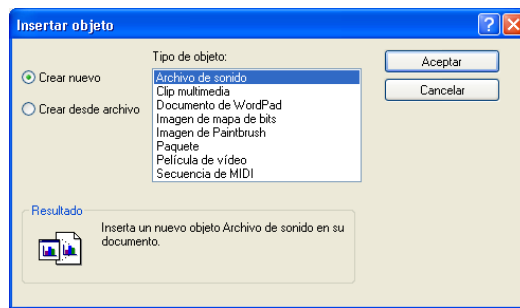 Insertar objeto
Tipo de objeto:
Crear nuevo
Crear desde archivo
Archivo de sonido
Clip multimedia
Documento de WordPad
Imagen de mapa de bits
Imagen de Paintbrush
Paquete
Película de vídeo
Secuencia de MIDI
Aceptar
Cancelar
Resultado
Inserta un nuevo objeto Archivo de sonido en su
documento.